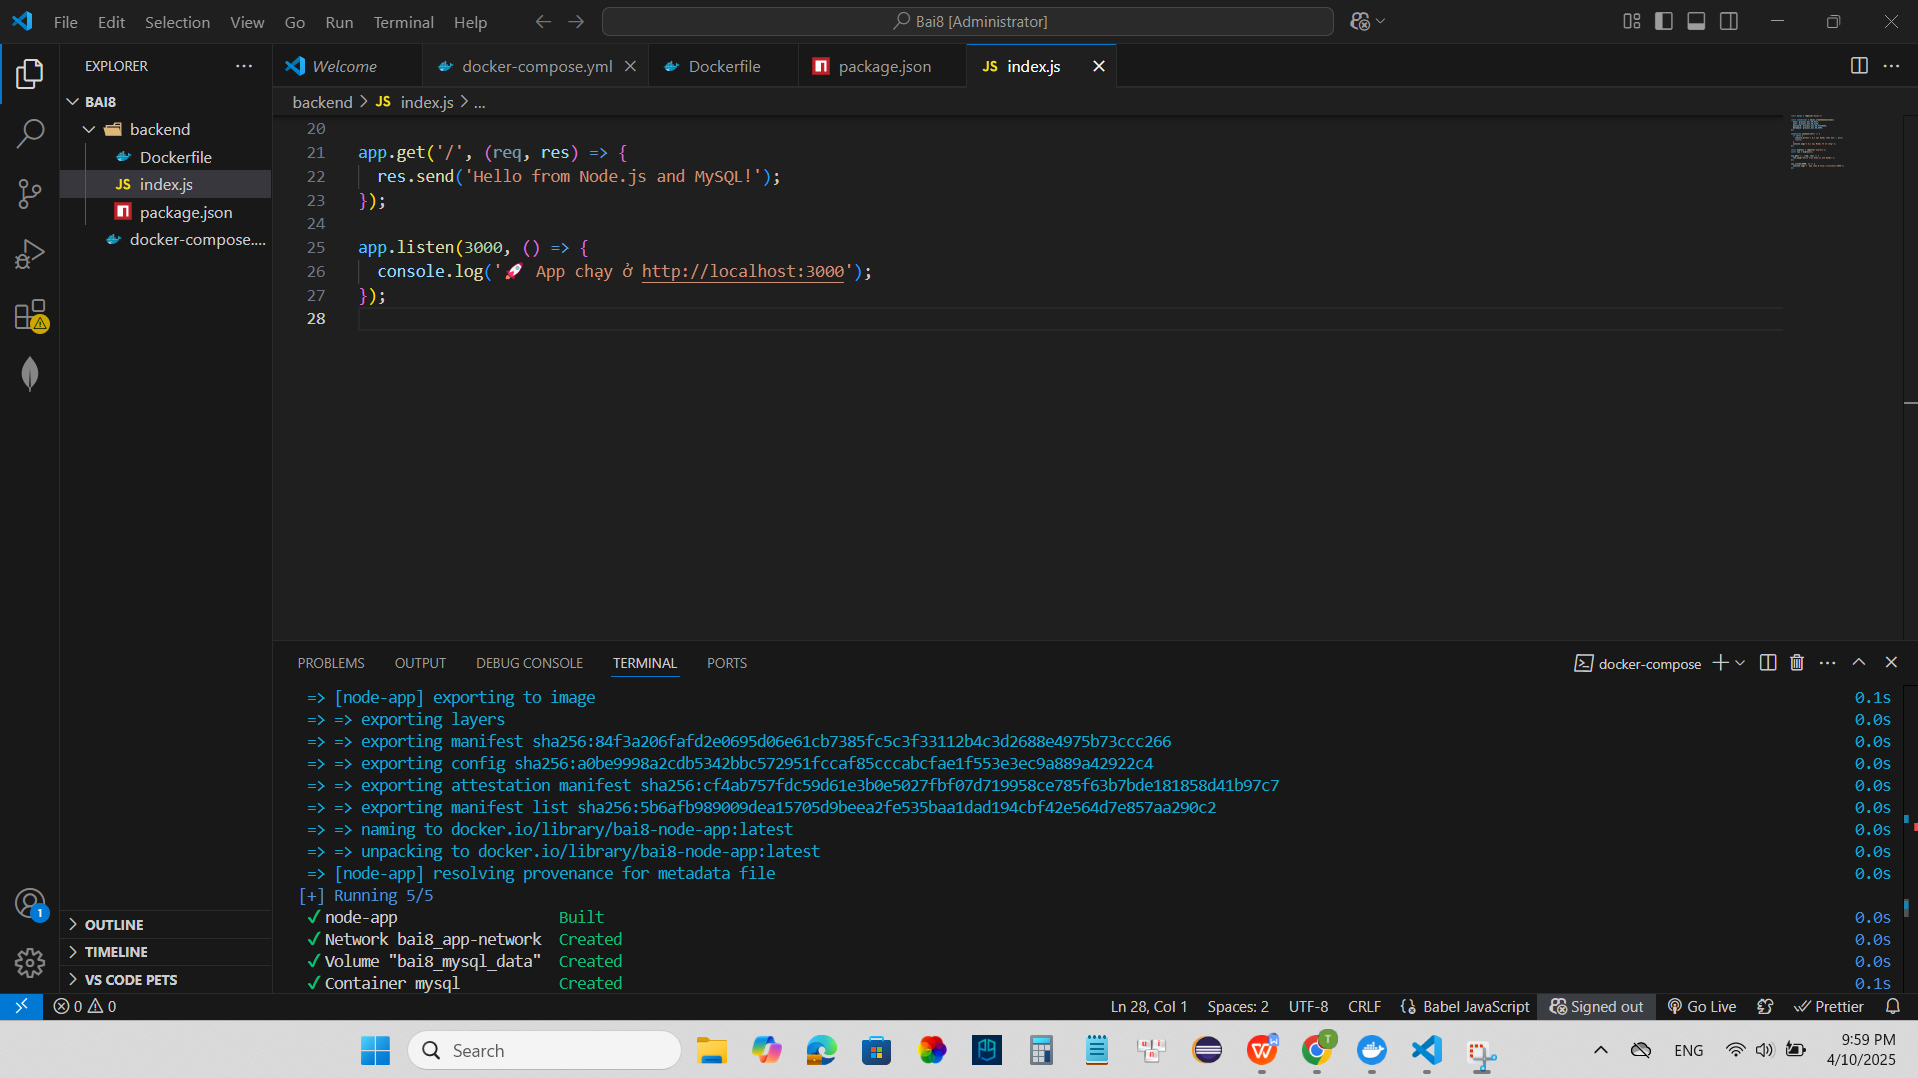 File Edit Selection View Go Run Terminal Help
Bai8 [Administrator]
EXPLORER
Welcome
docker-compose.yml
Dockerfile
package.json
JS index.js
BAI8
backend
Dockerfile
JS index.js
package.json
docker-compose....
backend > JS index.js > ...
20
21 app.get('/', (req, res) => {
22 res.send('Hello from Node.js and MySQL!');
23 });
24
25 app.listen(3000, () => {
26 console.log('🚀 App chạy ở http://localhost:3000');
27 });
28
PROBLEMS OUTPUT DEBUG CONSOLE TERMINAL PORTS
docker-compose
=> [node-app] exporting to image 0.1s
=> => exporting layers 0.0s
=> => exporting manifest sha256:84f3a206fafd2e0695d06e61cb7385fc5c3f33112b4c3d2688e4975b73ccc266 0.0s
=> => exporting config sha256:a0be9998a2cdb5342bbc572951fccaf85cccabcfae1f553e3ec9a889a42922c4 0.0s
=> => exporting attestation manifest sha256:cf4ab757fdc59d61e3b0e5027fbf07d719958ce785f63b7bde181858d41b97c7 0.0s
=> => exporting manifest list sha256:5b6afb989009dea15705d9beea2fe535baa1dad194cbf42e564d7e857aa290c2 0.0s
=> => naming to docker.io/library/bai8-node-app:latest 0.0s
=> => unpacking to docker.io/library/bai8-node-app:latest 0.0s
=> [node-app] resolving provenance for metadata file 0.0s
[+] Running 5/5
✔ node-app Built 0.0s
✔ Network bai8_app-network Created 0.0s
✔ Volume "bai8_mysql_data" Created 0.0s
✔ Container mysql Created 0.1s
OUTLINE
TIMELINE
VS CODE PETS
1
0 0
Ln 28, Col 1 Spaces: 2 UTF-8 CRLF Babel JavaScript Signed out Go Live Prettier
Search
ENG
9:59 PM
4/10/2025